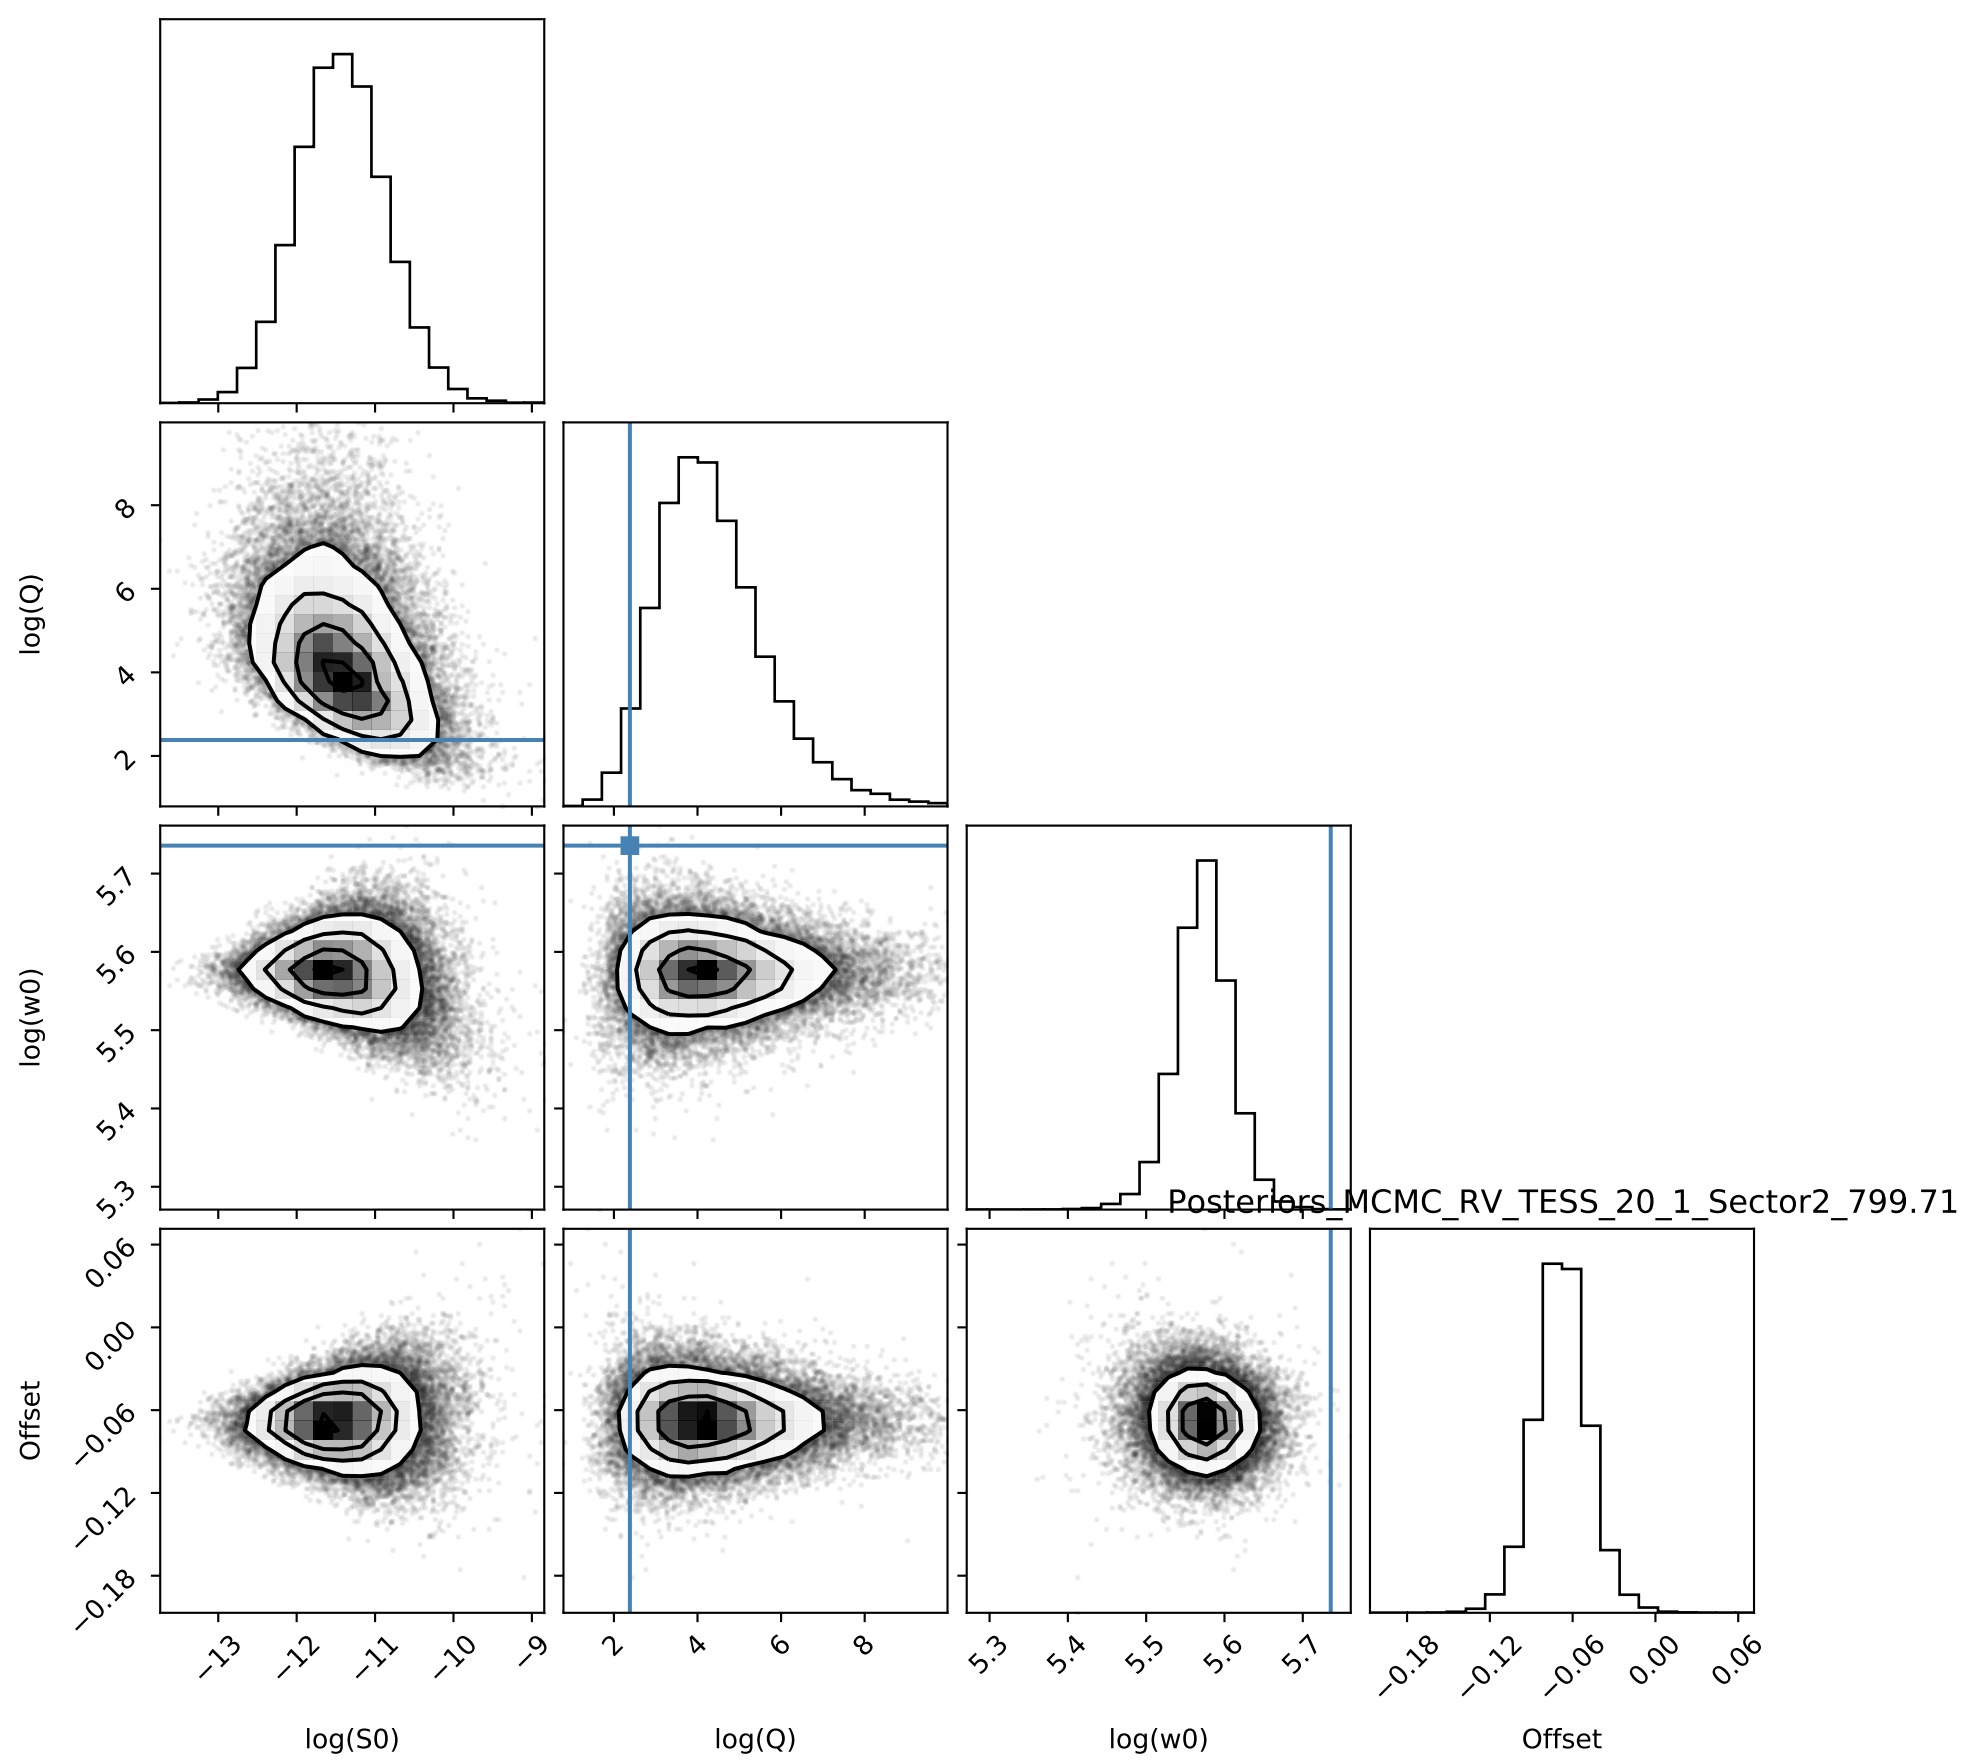 log(Q)
8
6
4
2
log(w0)
5.7
5.6
5.5
5.4
5.3
Posteriors_MCMC_RV_TESS_20_1_Sector2_799.71
Offset
0.06
0.00
−0.06
−0.12
−0.18
−13 −12 −11 −10 −9 2 4 6 8 5.3 5.4 5.5 5.6 5.7 −0.18 −0.12 −0.06 0.00 0.06
log(S0) log(Q) log(w0) Offset